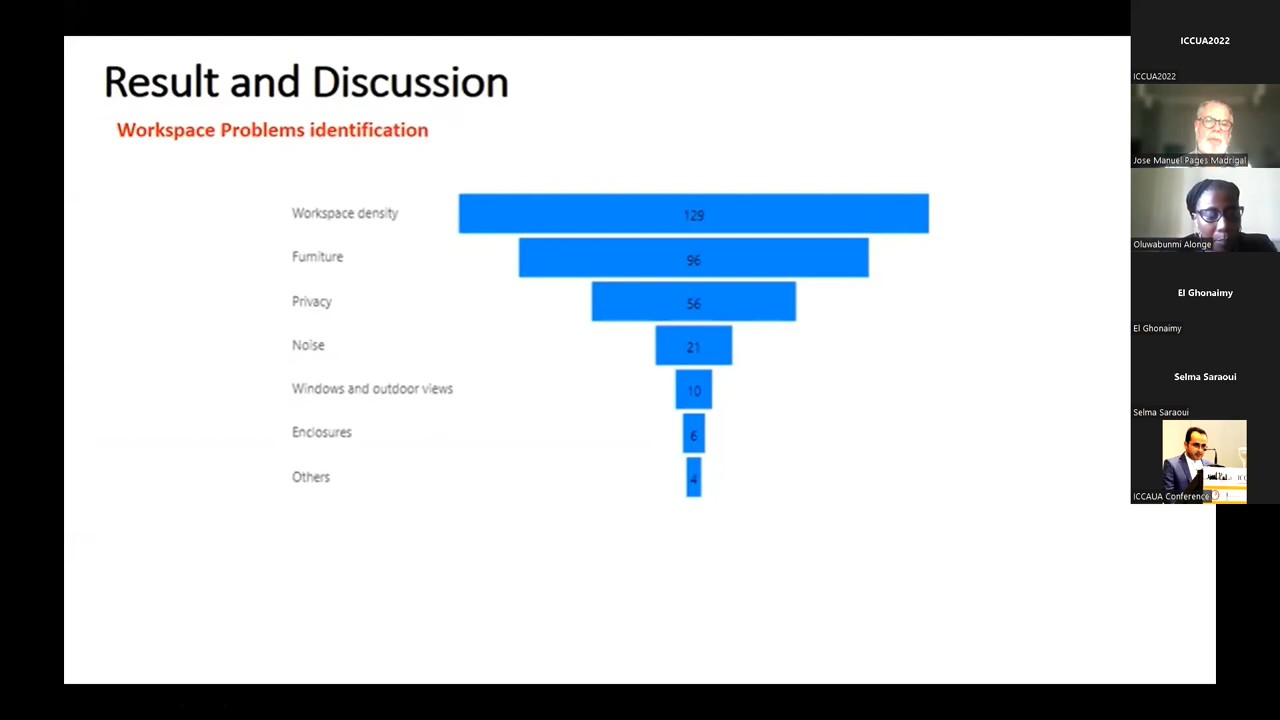 Result and Discussion
Workspace Problems identification
Workspace density
129
Furniture
96
Privacy
56
Noise
21
Windows and outdoor views
10
Enclosures
6
Others
4
ICCUA2022
ICCUA2022
Jose Manuel Pages Madrigal
Oluwabunmi Alonge
El Ghonaimy
El Ghonaimy
Selma Saraoui
Selma Saraoui
ICCAUA Conference